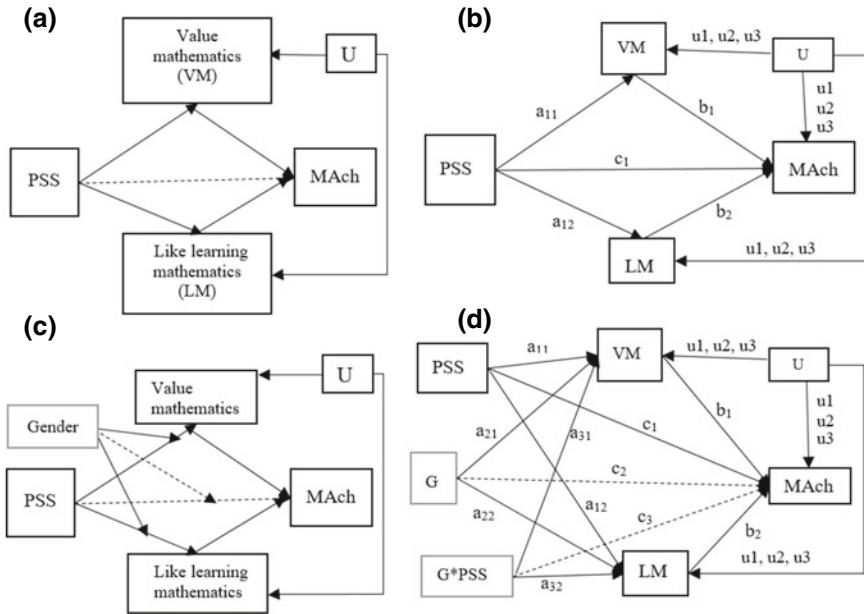 (a)
Value
mathematics
(VM)
U
PSS
MAch
Like learning
mathematics
(LM)
(b)
VM
u1, u2, u3
U
u1
u2
u3
a11
b1
PSS
c1
MAch
a12
b2
LM
u1, u2, u3
(c)
Value
mathematics
U
Gender
PSS
MAch
Like learning
mathematics
(d)
PSS
a11
VM
u1, u2, u3
U
u1
u2
u3
a21
a31
c1
b1
G
c2
MAch
a22
a12
c3
b2
G*PSS
a32
LM
u1, u2, u3